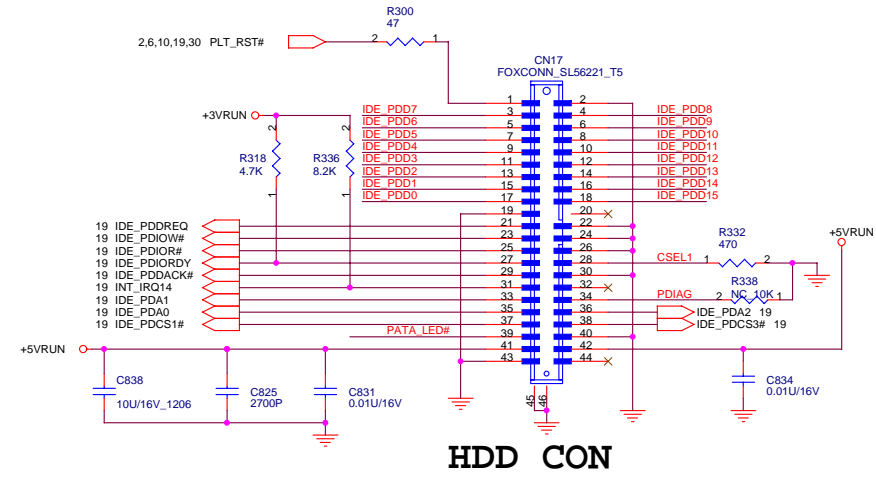 R300
47
2,6,10,19,30 PLT_RST#
2 1
CN17
FOXCONN_SL56221_T5
+3VRUN
2 2
R318
4.7K
R336
8.2K
1 1
1 2
IDE_PDD7 3 4 IDE_PDD8
IDE_PDD6 5 6 IDE_PDD9
IDE_PDD5 7 8 IDE_PDD10
IDE_PDD4 9 10 IDE_PDD11
IDE_PDD3 11 12 IDE_PDD12
IDE_PDD2 13 14 IDE_PDD13
IDE_PDD1 15 16 IDE_PDD14
IDE_PDD0 17 18 IDE_PDD15
19 20
19 IDE_PDDREQ 21 22
19 IDE_PDIOW# 23 24
19 IDE_PDIOR# 25 26
19 IDE_PDIORDY 27 28 CSEL1 1 2
R332
470
+5VRUN
19 IDE_PDDACK# 29 30
19 INT_IRQ14 31 32
R338
NC_10K
19 IDE_PDA1 33 34 PDIAG 2 1
19 IDE_PDA0 35 36 IDE_PDA2 19
19 IDE_PDCS1# 37 38 IDE_PDCS3# 19
PATA_LED# 39 40
+5VRUN 41 42
43 44
C838
10U/16V_1206
C825
2700P
C831
0.01U/16V
45 46
C834
0.01U/16V
HDD CON